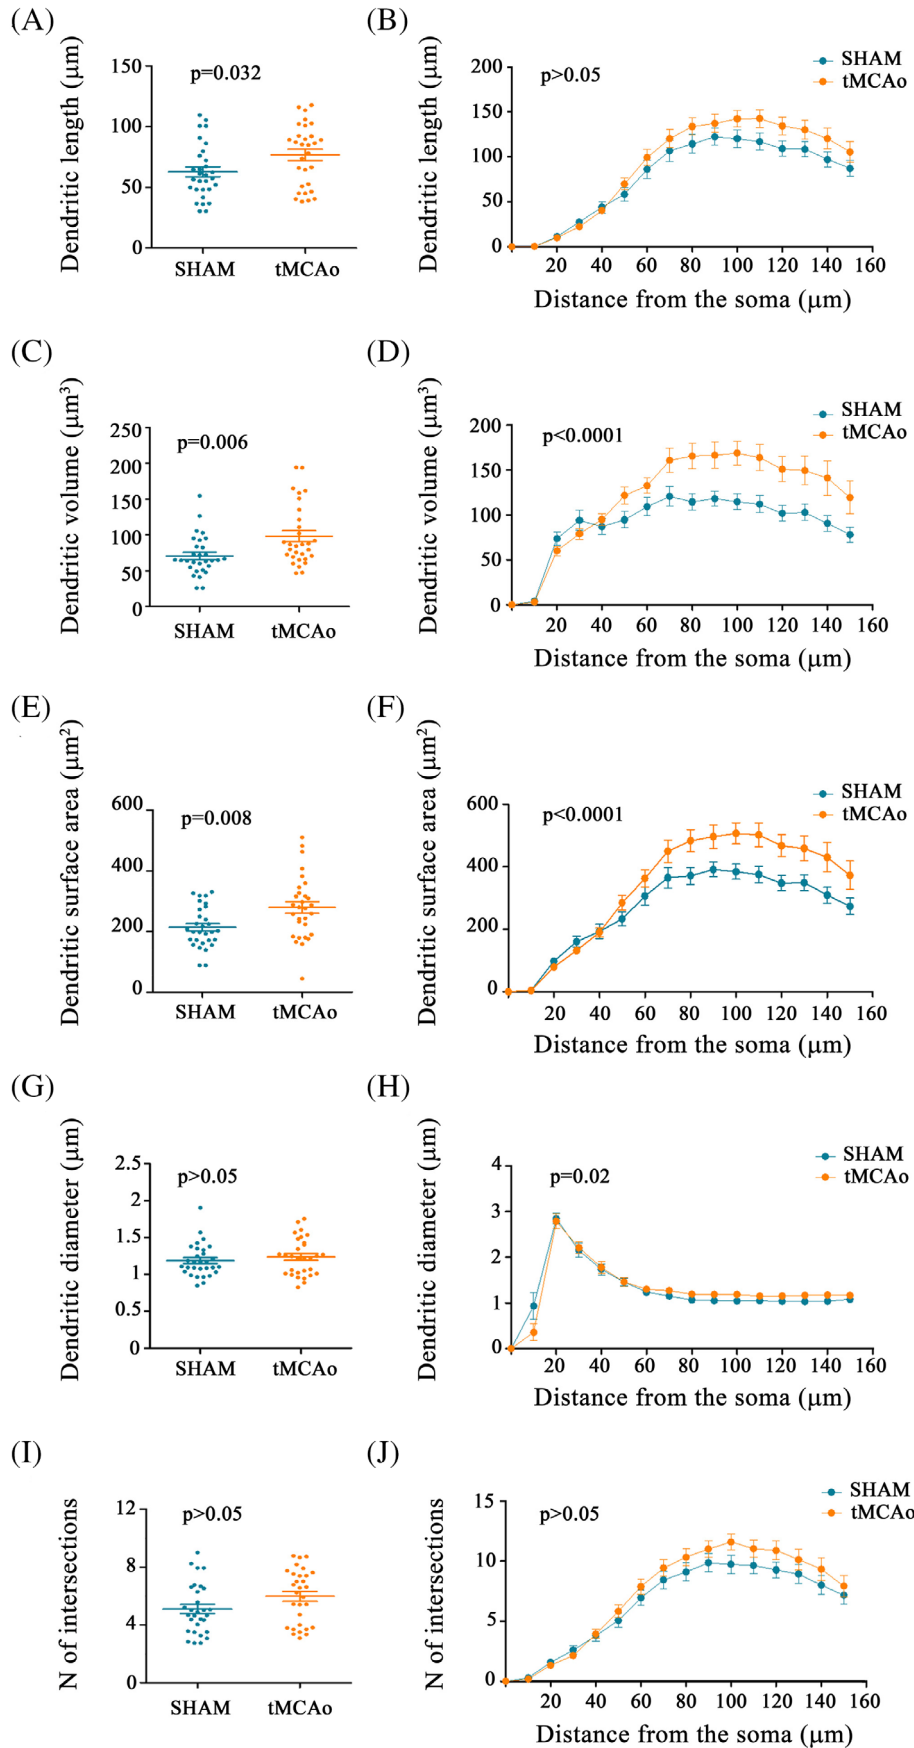 (A)
Dendritic length (μm)
150
100
50
0
p=0.032
SHAM
tMCAo
(B)
Dendritic length (μm)
200
150
100
50
0
p>0.05
SHAM
tMCAo
20 40 60 80 100 120 140 160
Distance from the soma (μm)
(C)
Dendritic volume (μm³)
250
200
150
100
50
0
p=0.006
SHAM
tMCAo
(D)
Dendritic volume (μm³)
200
150
100
50
0
p<0.0001
SHAM
tMCAo
20 40 60 80 100 120 140 160
Distance from the soma (μm)
(E)
Dendritic surface area (μm²)
600
400
200
0
p=0.008
SHAM
tMCAo
(F)
Dendritic surface area (μm²)
600
400
200
0
p<0.0001
SHAM
tMCAo
20 40 60 80 100 120 140 160
Distance from the soma (μm)
(G)
Dendritic diameter (μm)
2.5
2
1.5
1
0.5
0
p>0.05
SHAM
tMCAo
(H)
Dendritic diameter (μm)
4
3
2
1
0
p=0.02
SHAM
tMCAo
20 40 60 80 100 120 140 160
Distance from the soma (μm)
(I)
N of intersections
12
8
4
0
p>0.05
SHAM
tMCAo
(J)
N of intersections
15
10
5
0
p>0.05
SHAM
tMCAo
20 40 60 80 100 120 140 160
Distance from the soma (μm)